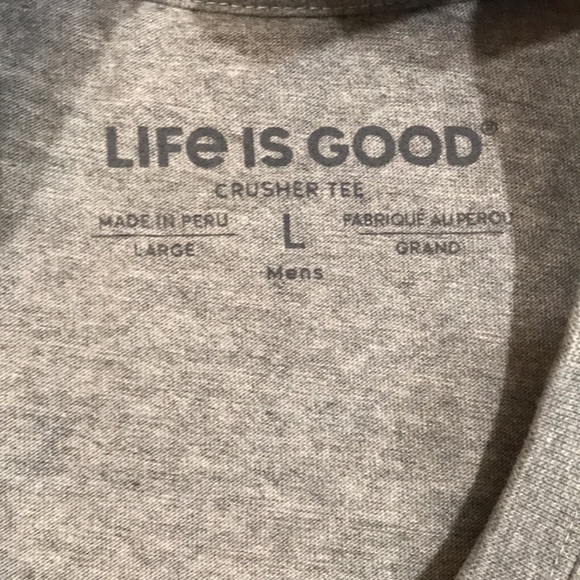 LIFe IS GOOD®
CRUSHER TEE
MADE IN PERU L FABRIQUÉ AU PÉROU
LARGE GRAND
Mens